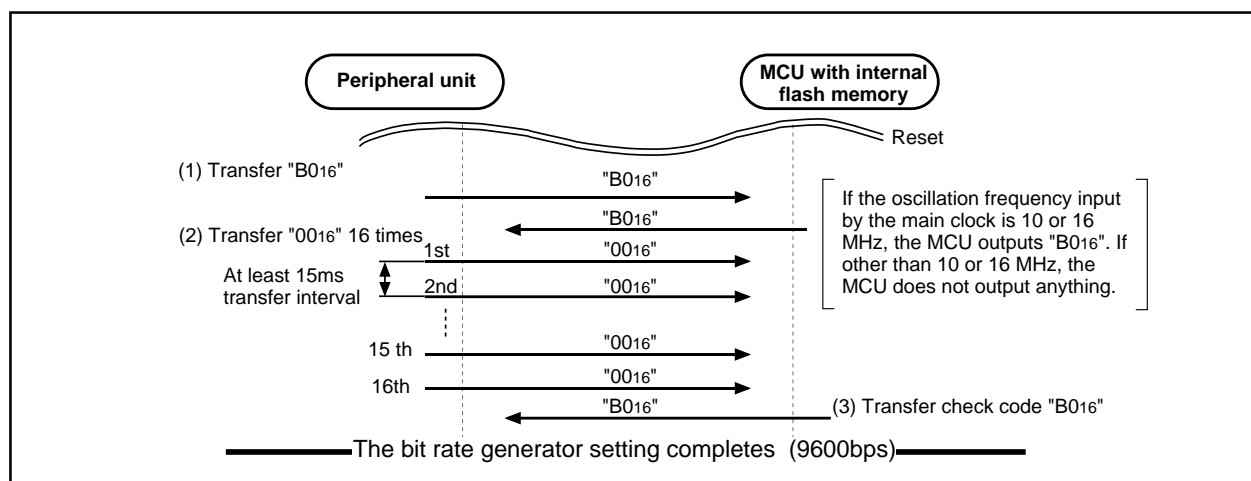 Peripheral unit
MCU with internal
flash memory
Reset
(1) Transfer "B016"
"B016"
"B016"
If the oscillation frequency input
by the main clock is 10 or 16
MHz, the MCU outputs "B016". If
other than 10 or 16 MHz, the
MCU does not output anything.
(2) Transfer "0016" 16 times
1st
"0016"
At least 15ms
transfer interval
2nd
"0016"
15 th
"0016"
16th
"0016"
"B016"
(3) Transfer check code "B016"
The bit rate generator setting completes (9600bps)